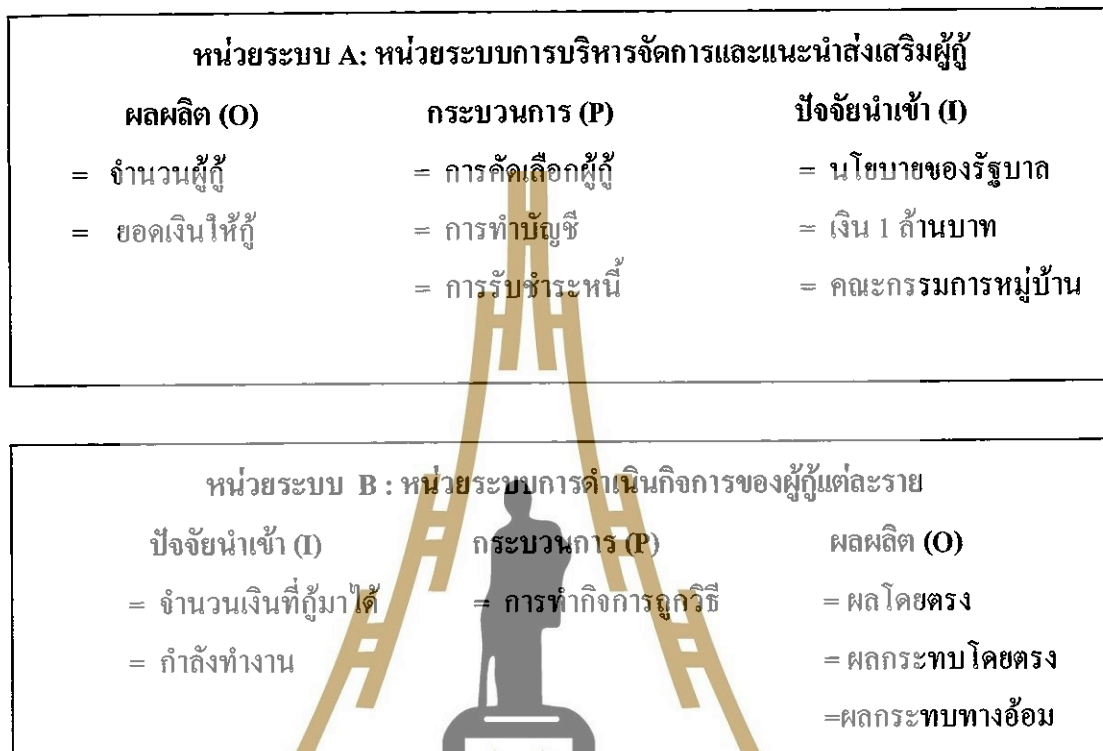 หน่วยระบบ A: หน่วยระบบการบริหารจัดการและแนะนำส่งเสริมผู้กู้
ผลผลิต (O) กระบวนการ (P) ปัจจัยนำเข้า (I)
= จำนวนผู้กู้ = การคัดเลือกผู้กู้ = นโยบายของรัฐบาล
= ยอดเงินให้กู้ = การทำบัญชี = เงิน 1 ล้านบาท
= การรับชำระหนี้ = คณะกรรมการหมู่บ้าน
หน่วยระบบ B : หน่วยระบบการดำเนินกิจการของผู้กู้แต่ละราย
ปัจจัยนำเข้า (I) กระบวนการ (P) ผลผลิต (O)
= จำนวนเงินที่กู้มาได้ = การทำกิจการถูกวิธี = ผลโดยตรง
= กำลังทำงาน = ผลกระทบโดยตรง
=ผลกระทบทางอ้อม